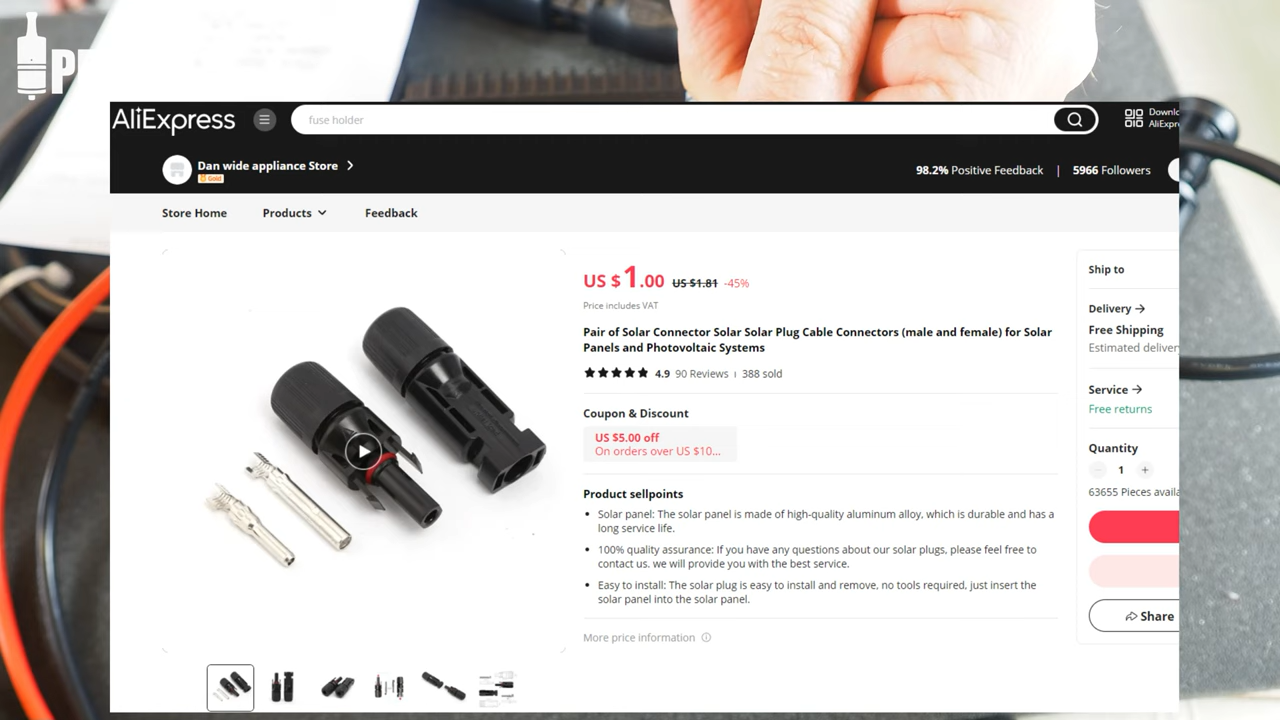 AliExpress
fuse holder
Dan wide appliance Store
Gold
98.2% Positive Feedback | 5966 Followers
Store Home
Products
Feedback
US $1.00 US $1.81 -45%
Price includes VAT
Pair of Solar Connector Solar Solar Plug Cable Connectors (male and female) for Solar
Panels and Photovoltaic Systems
4.9 90 Reviews 388 sold
Coupon & Discount
US $5.00 off
On orders over US $10...
Product sellpoints
Solar panel: The solar panel is made of high-quality aluminum alloy, which is durable and has a
long service life.
100% quality assurance: If you have any questions about our solar plugs, please feel free to
contact us. we will provide you with the best service.
Easy to install: The solar plug is easy to install and remove, no tools required, just insert the
solar panel into the solar panel.
More price information
Ship to
Delivery
Free Shipping
Estimated
Service
Free returns
Quantity
1
63655 Pieces
Share